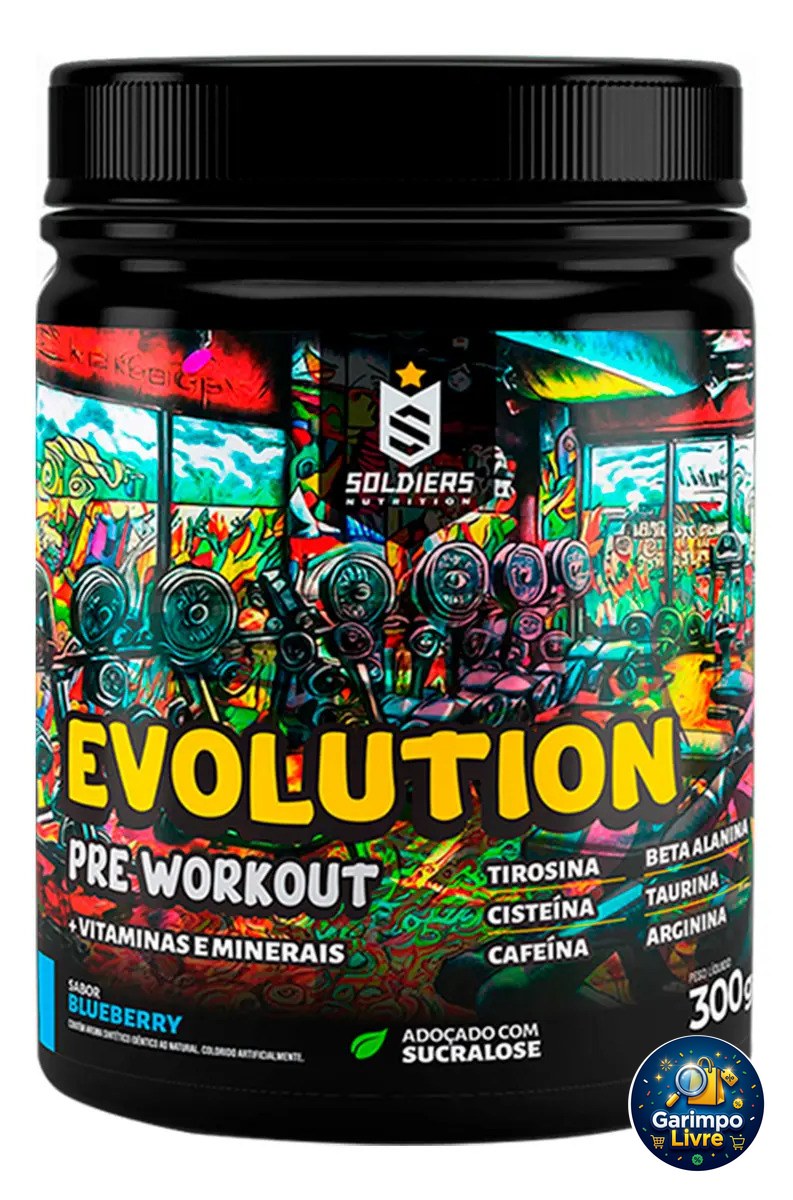 SOLDIERS
NUTRITION
EVOLUTION
PRE WORKOUT
+VITAMINAS E MINERAIS
TIROSINA
CISTEÍNA
CAFEÍNA
BETA ALANINA
TAURINA
ARGININA
SABOR
BLUEBERRY
CONTÉM AROMA SINTÉTICO IDÊNTICO AO NATURAL. COLORIDO ARTIFICIALMENTE.
ADOÇADO COM
SUCRALOSE
PESO LÍQUIDO
300g
Garimpo
Livre